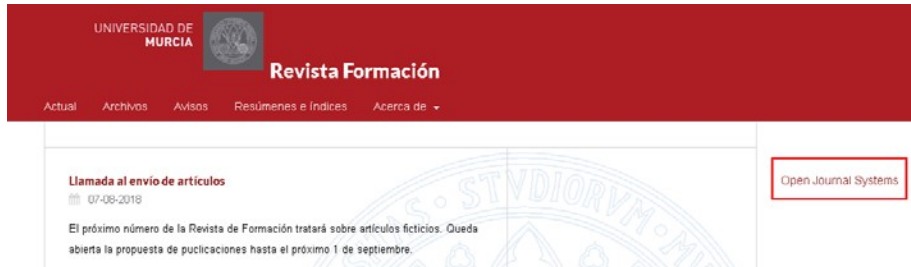 UNIVERSIDAD DE
MURCIA
Revista Formación
Actual Archivos Avisos Resúmenes e índices Acerca de
Llamada al envío de artículos
07-08-2018
El próximo número de la Revista de Formación tratará sobre artículos ficticios. Queda
abierta la propuesta de puclicaciones hasta el próximo 1 de septiembre.
Open Journal Systems
STVDIORVM